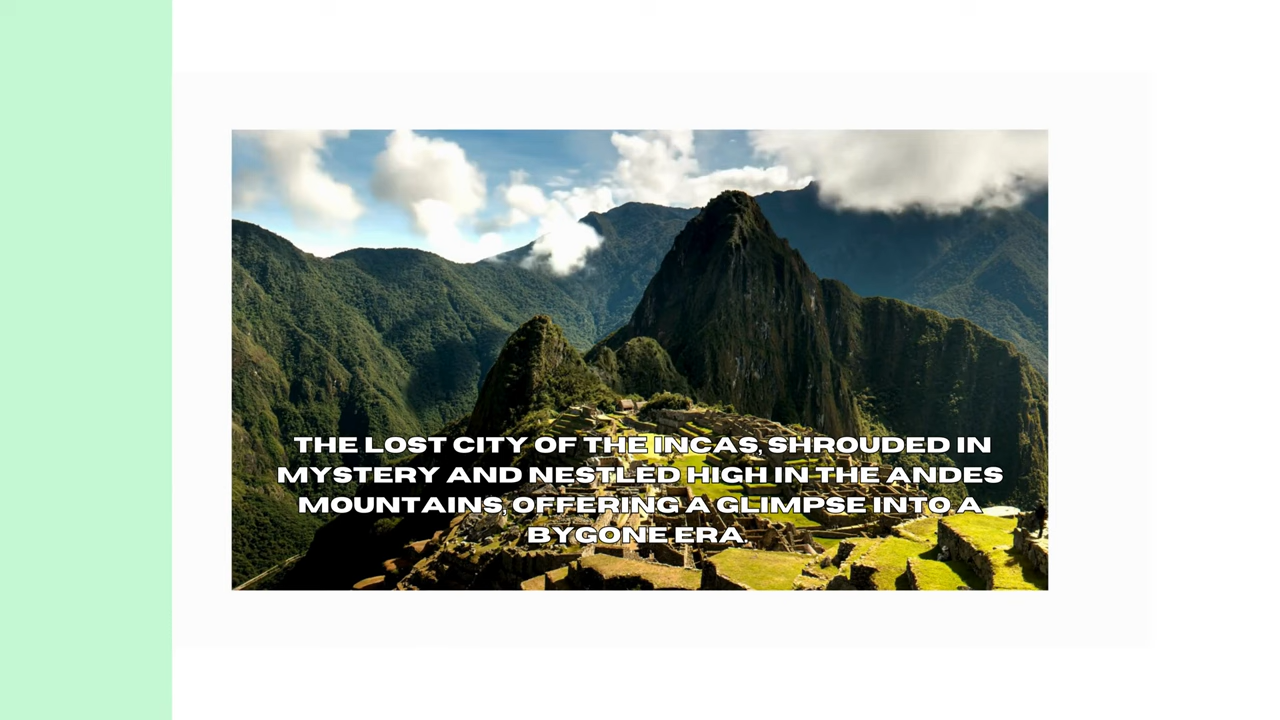 THE LOST CITY OF THE INCAS, SHROUDED IN
MYSTERY AND NESTLED HIGH IN THE ANDES
MOUNTAINS, OFFERING A GLIMPSE INTO A
BYGONE ERA.